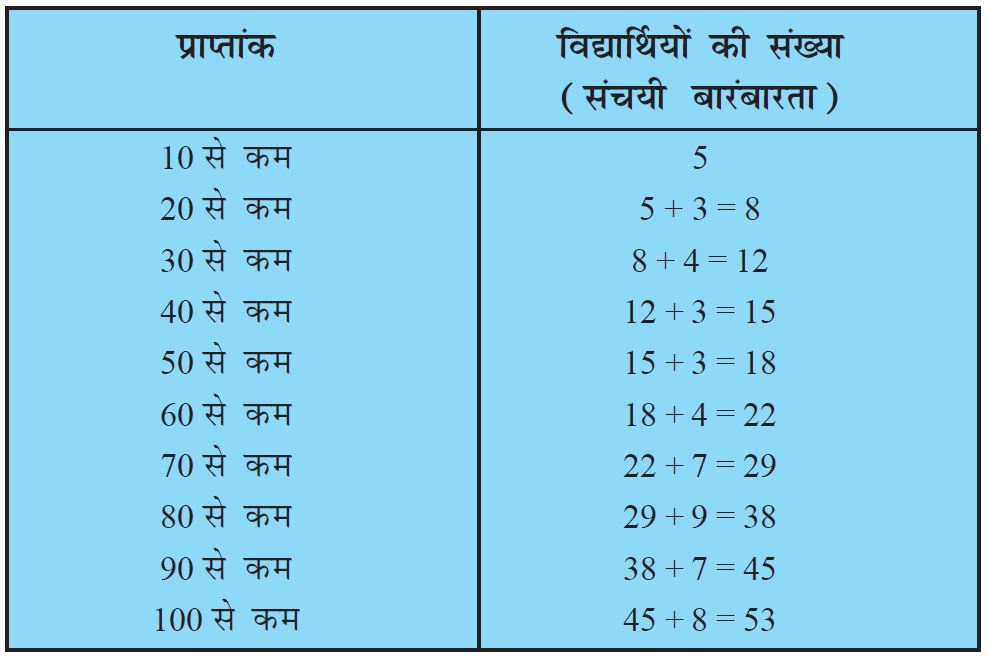 प्राप्तांक विद्यार्थियों की संख्या
( संचयी बारंबारता )
10 से कम 5
20 से कम 5 + 3 = 8
30 से कम 8 + 4 = 12
40 से कम 12 + 3 = 15
50 से कम 15 + 3 = 18
60 से कम 18 + 4 = 22
70 से कम 22 + 7 = 29
80 से कम 29 + 9 = 38
90 से कम 38 + 7 = 45
100 से कम 45 + 8 = 53